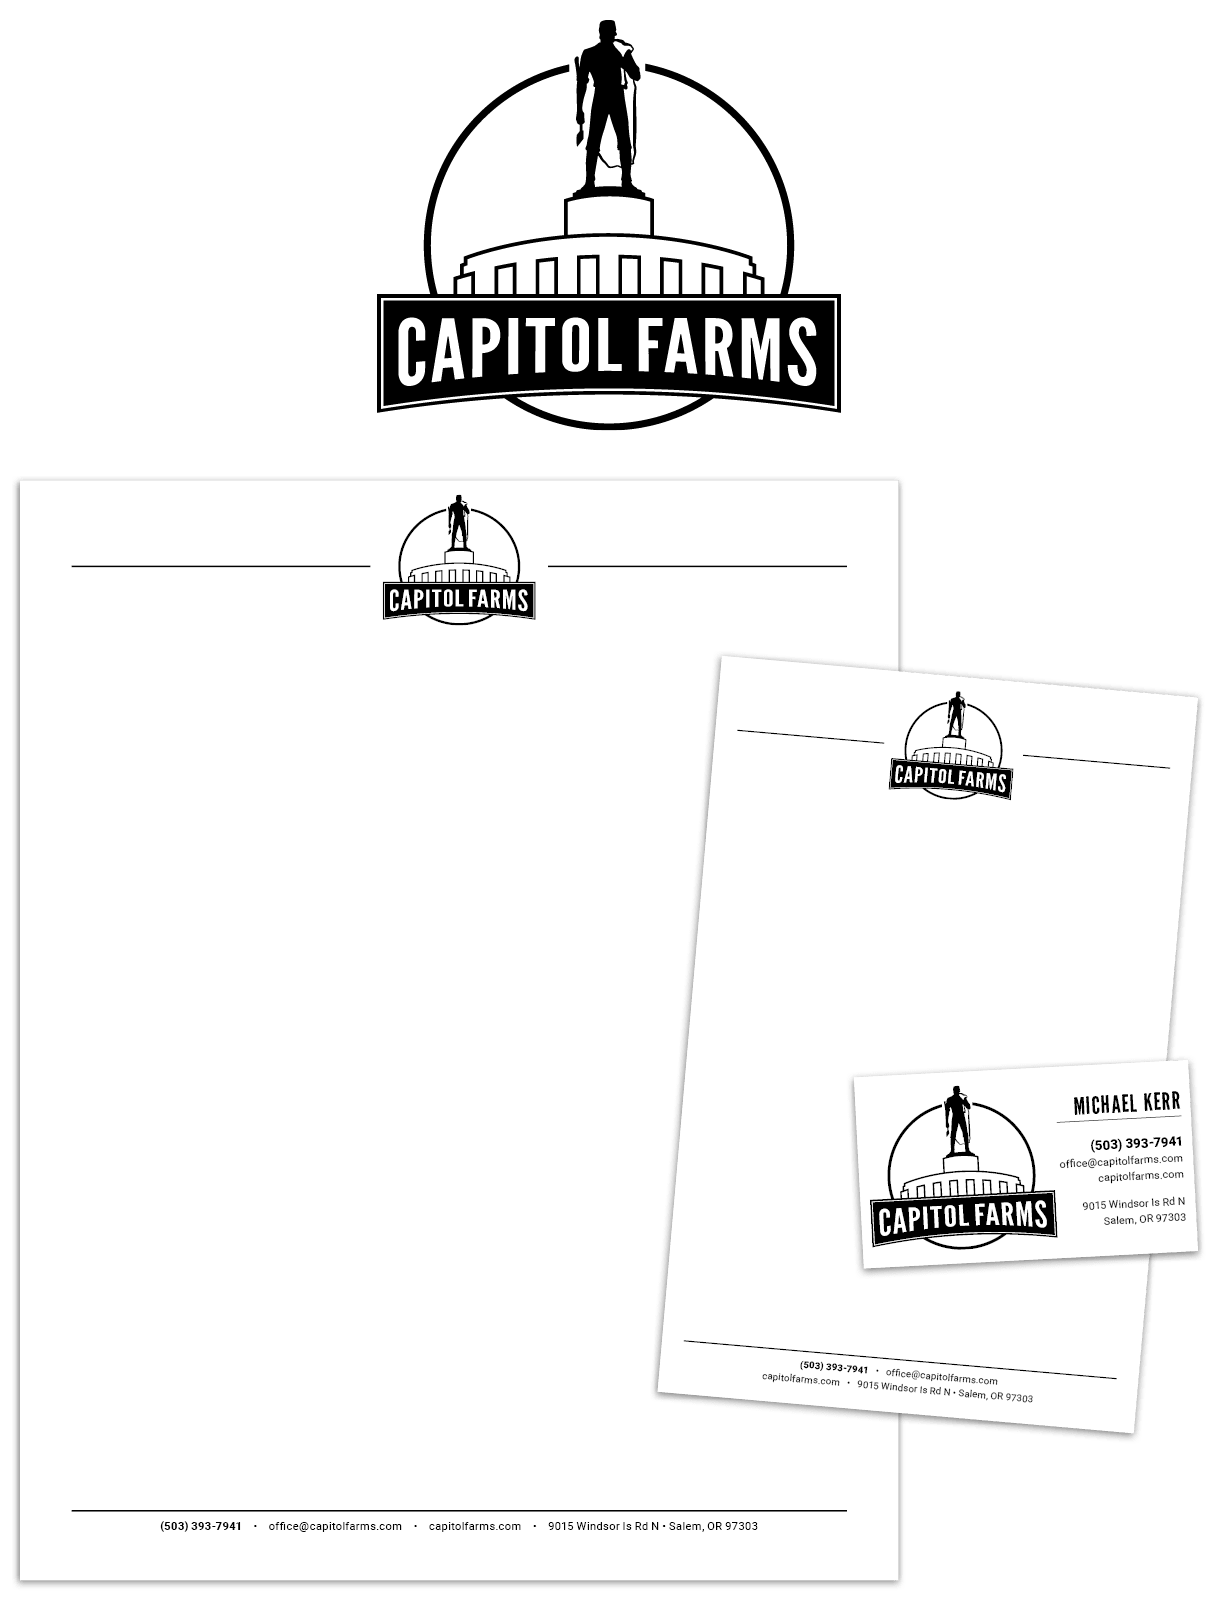 CAPITOL FARMS
CAPITOL FARMS
CAPITOL FARMS
CAPITOL FARMS
MICHAEL KERR
(503) 393-7941
office@capitolfarms.com
capitolfarms.com
9015 Windsor Is Rd N
Salem, OR 97303
(503) 393-7941 • office@capitolfarms.com
capitolfarms.com • 9015 Windsor Is Rd N • Salem, OR 97303
(503) 393-7941 • office@capitolfarms.com • capitolfarms.com • 9015 Windsor Is Rd N • Salem, OR 97303